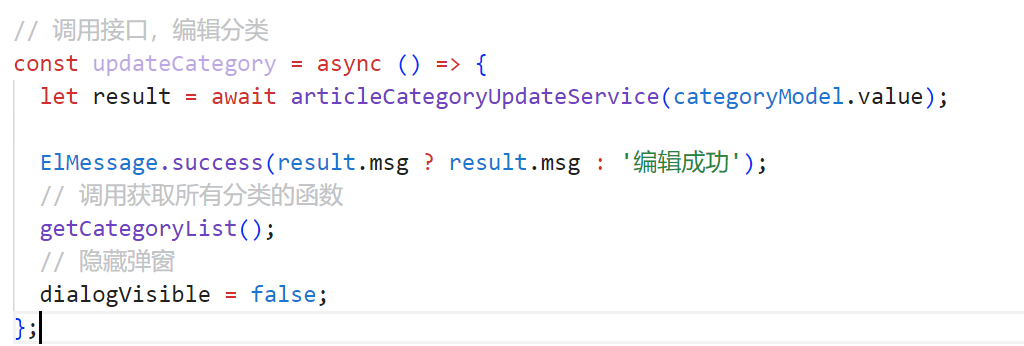 // 调用接口，编辑分类
const updateCategory = async () => {
  let result = await articleCategoryUpdateService(categoryModel.value);
  ElMessage.success(result.msg ? result.msg : '编辑成功');
  // 调用获取所有分类的函数
  getCategoryList();
  // 隐藏弹窗
  dialogVisible = false;
};